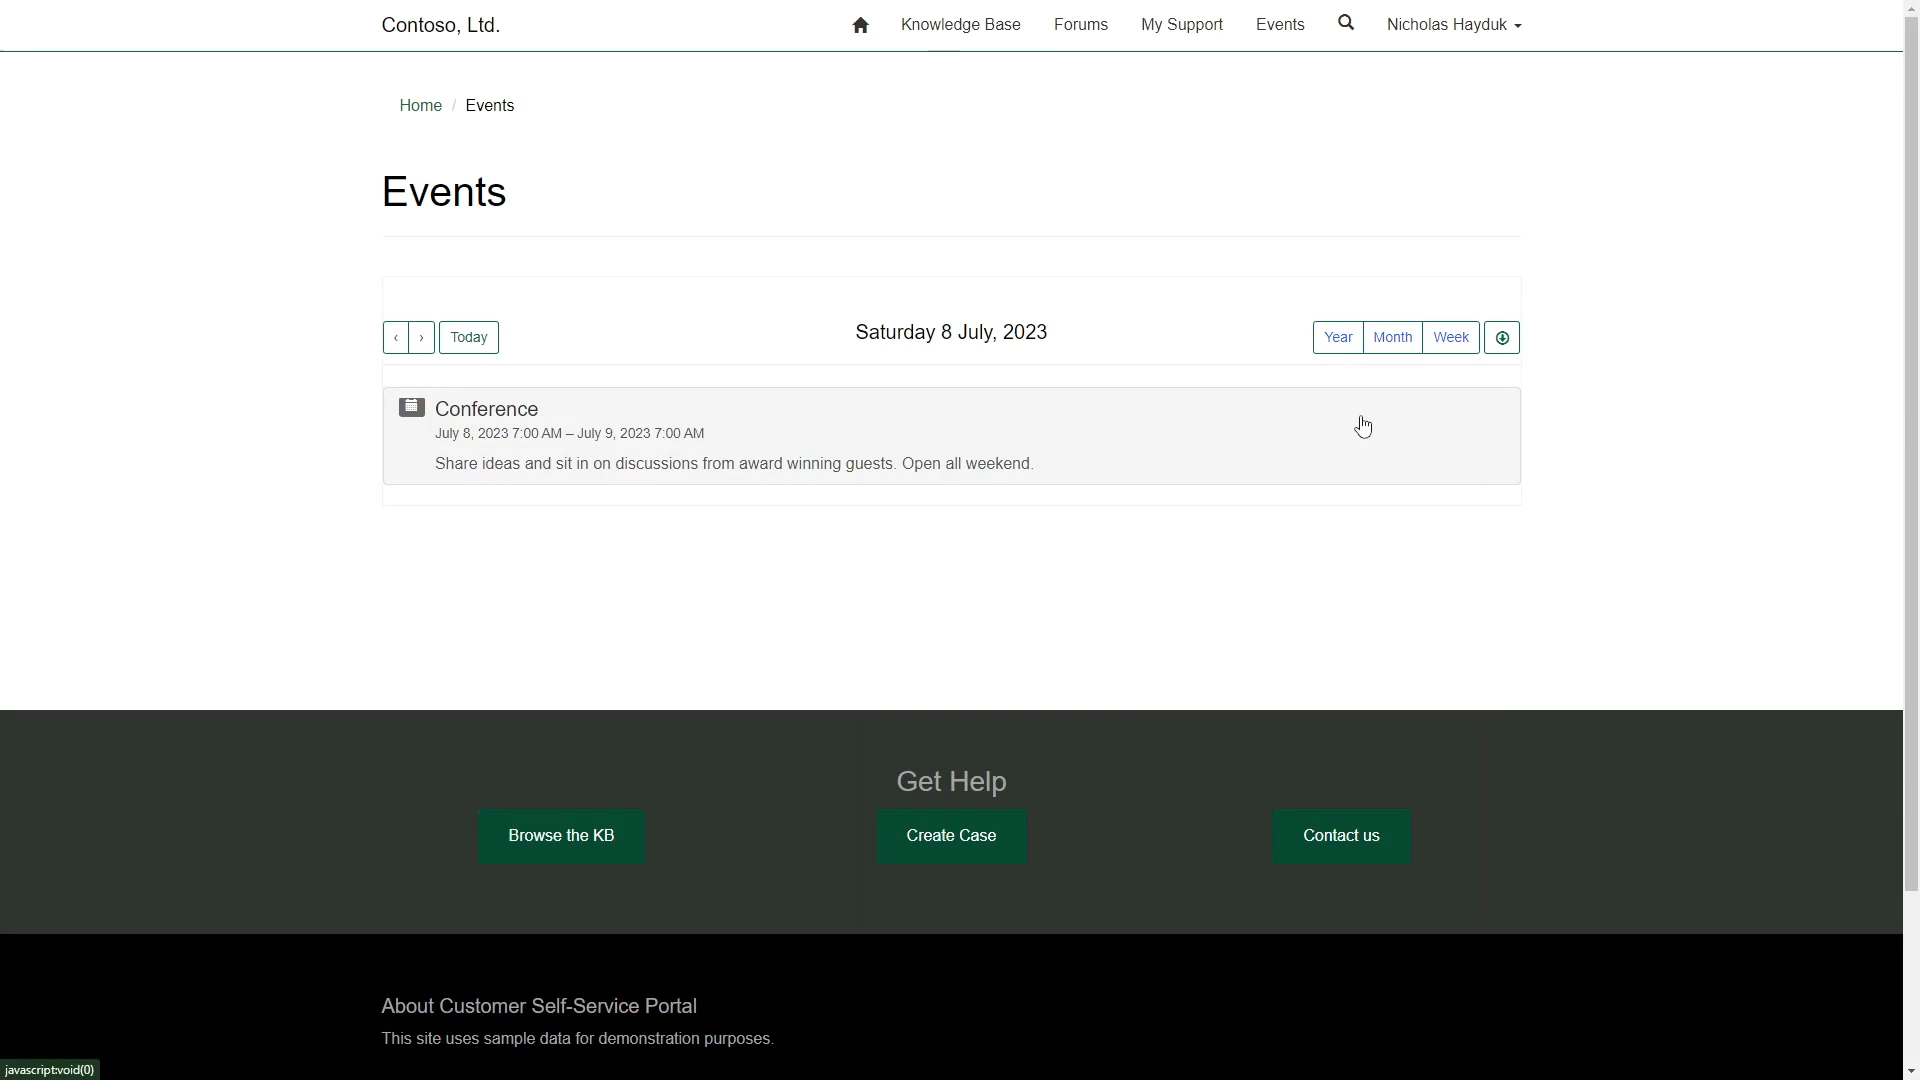 Contoso, Ltd.
Knowledge Base Forums My Support Events Nicholas Hayduk
Home / Events
Events
‹ › Today Saturday 8 July, 2023 Year Month Week
Conference
July 8, 2023 7:00 AM – July 9, 2023 7:00 AM
Share ideas and sit in on discussions from award winning guests. Open all weekend.
Get Help
Browse the KB Create Case Contact us
About Customer Self-Service Portal
This site uses sample data for demonstration purposes.
javascript:void(0)